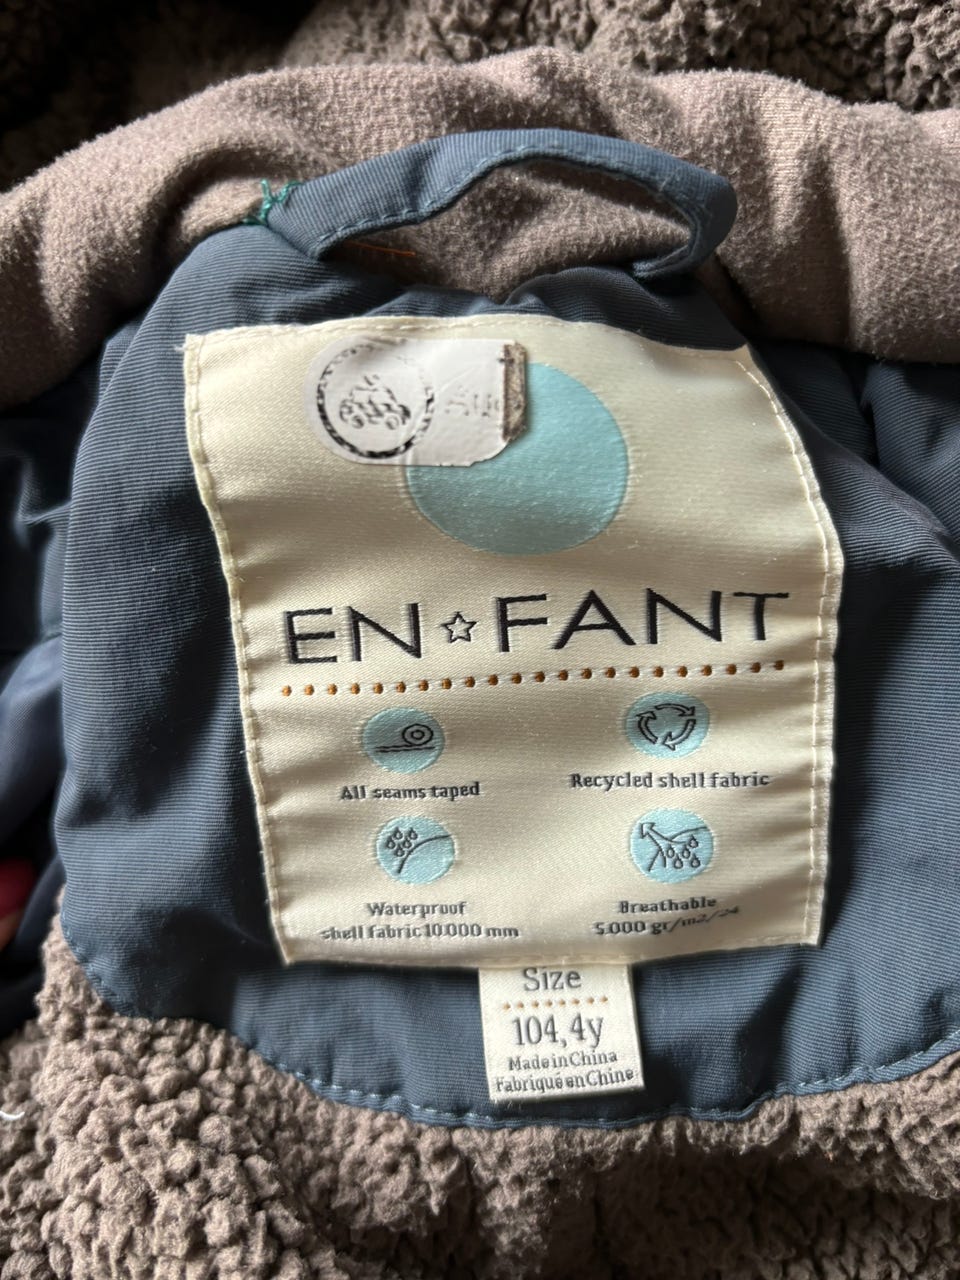 EN☆FANT
All seams taped
Recycled shell fabric
Waterproof
shell fabric 10.000 mm
Breathable
5.000 gr/m2/24
Size
104, 4y
Made in China
Fabriqué en Chine